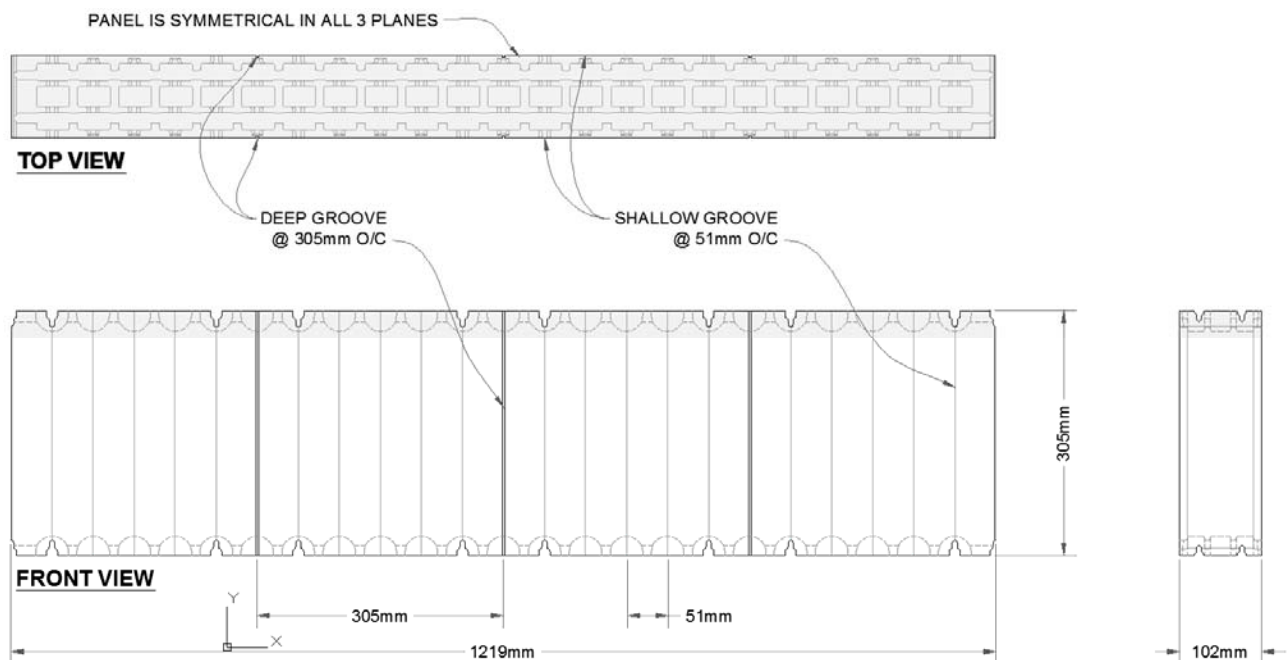 PANEL IS SYMMETRICAL IN ALL 3 PLANES
TOP VIEW
DEEP GROOVE
@ 305mm O/C
SHALLOW GROOVE
@ 51mm O/C
305mm
FRONT VIEW
Y
X
305mm
51mm
1219mm
102mm